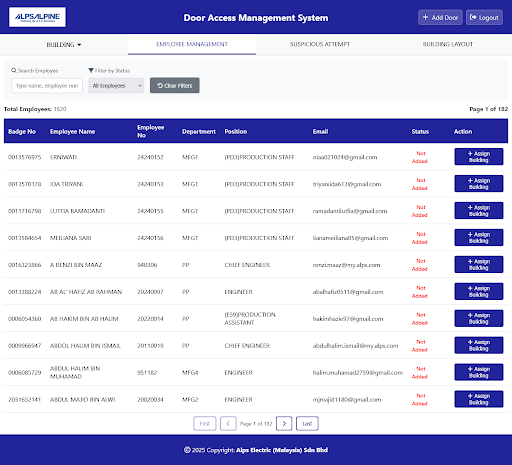 ALPSALPINE
Door Access Management System
Add Door
Logout
BUILDING
EMPLOYEE MANAGEMENT
SUSPICIOUS ATTEMPT
BUILDING LAYOUT
Search Employee
Filter by Status
Type name, employee num
All Employees
Clear Filters
Total Employees: 1820
Page 1 of 182
Badge No Employee Name Employee No Department Position Email Status Action
0013576975 ERNIWATI 24240152 MFG1 (PD3)PRODUCTION STAFF niaa021024@gmail.com Not Added + Assign Building
0013570178 IDA TRIYANI 24240153 MFG1 (PD3)PRODUCTION STAFF triyaniida613@gmail.com Not Added + Assign Building
0011716798 LUTFIA RAMADANTI 24240155 MFG1 (PD3)PRODUCTION STAFF ramadantilutfia@gmail.com Not Added + Assign Building
0013584654 MEILIANA SARI 24240156 MFG1 (PD3)PRODUCTION STAFF lianameiliana05@gmail.com Not Added + Assign Building
0016323866 A RENZI BIN MAAZ 940306 PP CHIEF ENGINEER renzi.maaz@my.alps.com Not Added + Assign Building
0013388224 AB AL' HAFIZ AB RAHMAN 20240097 PP ENGINEER abalhafiz0511@gmail.com Not Added + Assign Building
0006054360 AB HAKIM BIN AB HALIM 20220014 PP (E59)PRODUCTION ASSISTANT hakimhazie97@gmail.com Not Added + Assign Building
0009966947 ABDUL HALIM BIN ISMAIL 20110019 PP CHIEF ENGINEER abdulhalim.ismail@my.alps.com Not Added + Assign Building
0006085729 ABDUL HALIM BIN MUHAMAD 951182 MFG4 ENGINEER halim.muhamad2759@gmail.com Not Added + Assign Building
2031652141 ABDUL MAJID BIN ALWI 20020034 MFG2 ENGINEER mjmajid1180@gmail.com Not Added + Assign Building
First
Page 1 of 182
Last
© 2025 Copyright: Alps Electric (Malaysia) Sdn Bhd